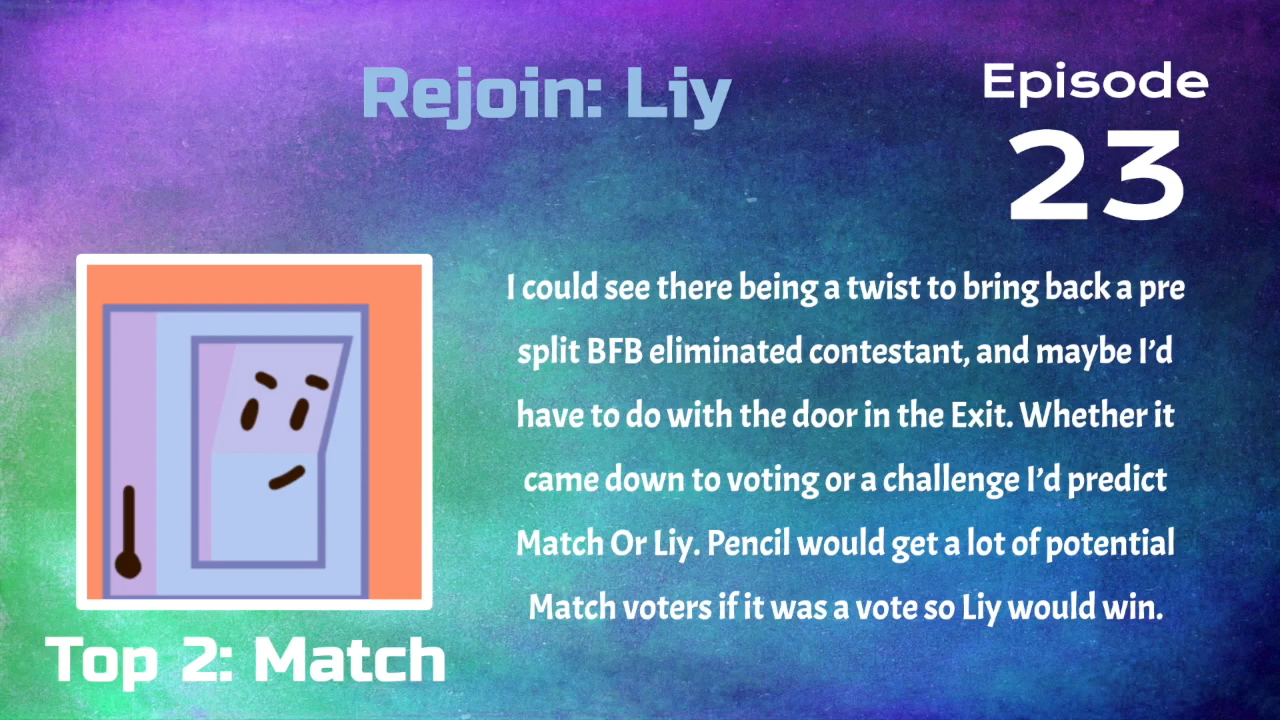 Rejoin: Liy
Episode
23
I could see there being a twist to bring back a pre
split BFB eliminated contestant, and maybe I'd
have to do with the door in the Exit. Whether it
came down to voting or a challenge I'd predict
Match Or Liy. Pencil would get a lot of potential
Match voters if it was a vote so Liy would win.
Top 2: Match